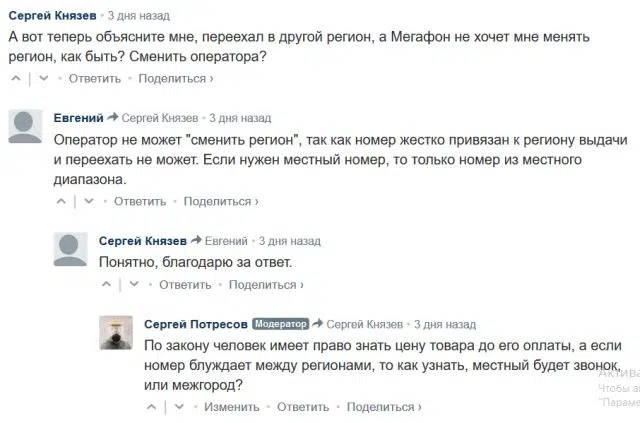 Сергей Князев • 3 дня назад
А вот теперь объясните мне, переехал в другой регион, а Мегафон не хочет мне менять
регион, как быть? Сменить оператора?
Ответить • Поделиться ›
Евгений Сергей Князев • 3 дня назад
Оператор не может "сменить регион", так как номер жестко привязан к региону выдачи
и переехать не может. Если нужен местный номер, то только номер из местного
диапазона.
Ответить • Поделиться ›
Сергей Князев Евгений • 3 дня назад
Понятно, благодарю за ответ.
Ответить • Поделиться ›
Сергей Потресов Модератор Сергей Князев • 3 дня назад
По закону человек имеет право знать цену товара до его оплаты, а если
номер блуждает между регионами, то как узнать, местный будет звонок,
или межгород?
Изменить • Ответить • Поделиться ›
Актива
Чтобы а
"Параме